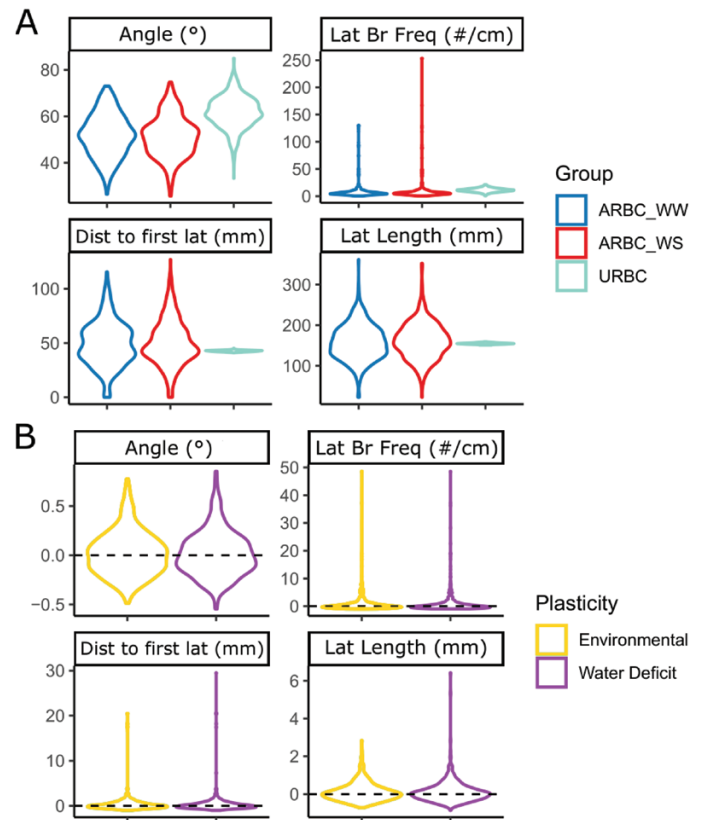 A
Angle (°)
Lat Br Freq (#/cm)
80
60
40
250
200
150
100
50
0
Dist to first lat (mm)
Lat Length (mm)
100
50
0
300
200
100
Group
ARBC_WW
ARBC_WS
URBC
B
Angle (°)
Lat Br Freq (#/cm)
0.5
0.0
−0.5
50
40
30
20
10
0
Dist to first lat (mm)
Lat Length (mm)
30
20
10
0
6
4
2
0
Plasticity
Environmental
Water Deficit